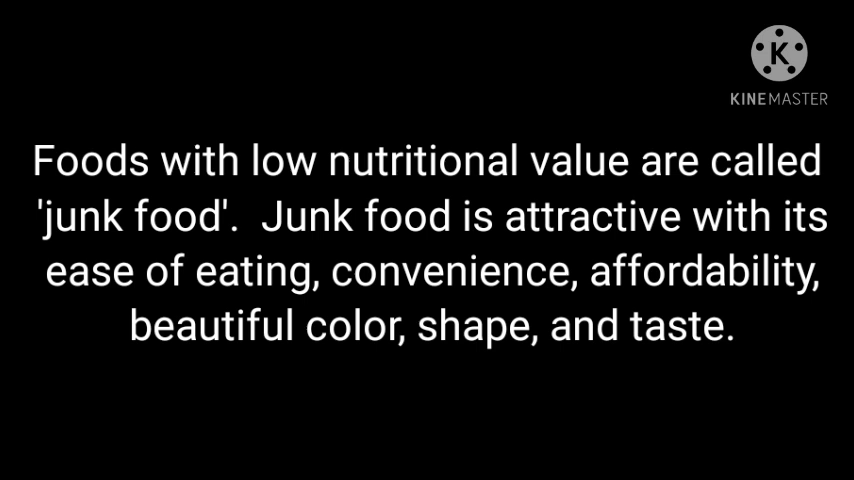 K
KINEMASTER
Foods with low nutritional value are called
'junk food'.  Junk food is attractive with its
ease of eating, convenience, affordability,
beautiful color, shape, and taste.